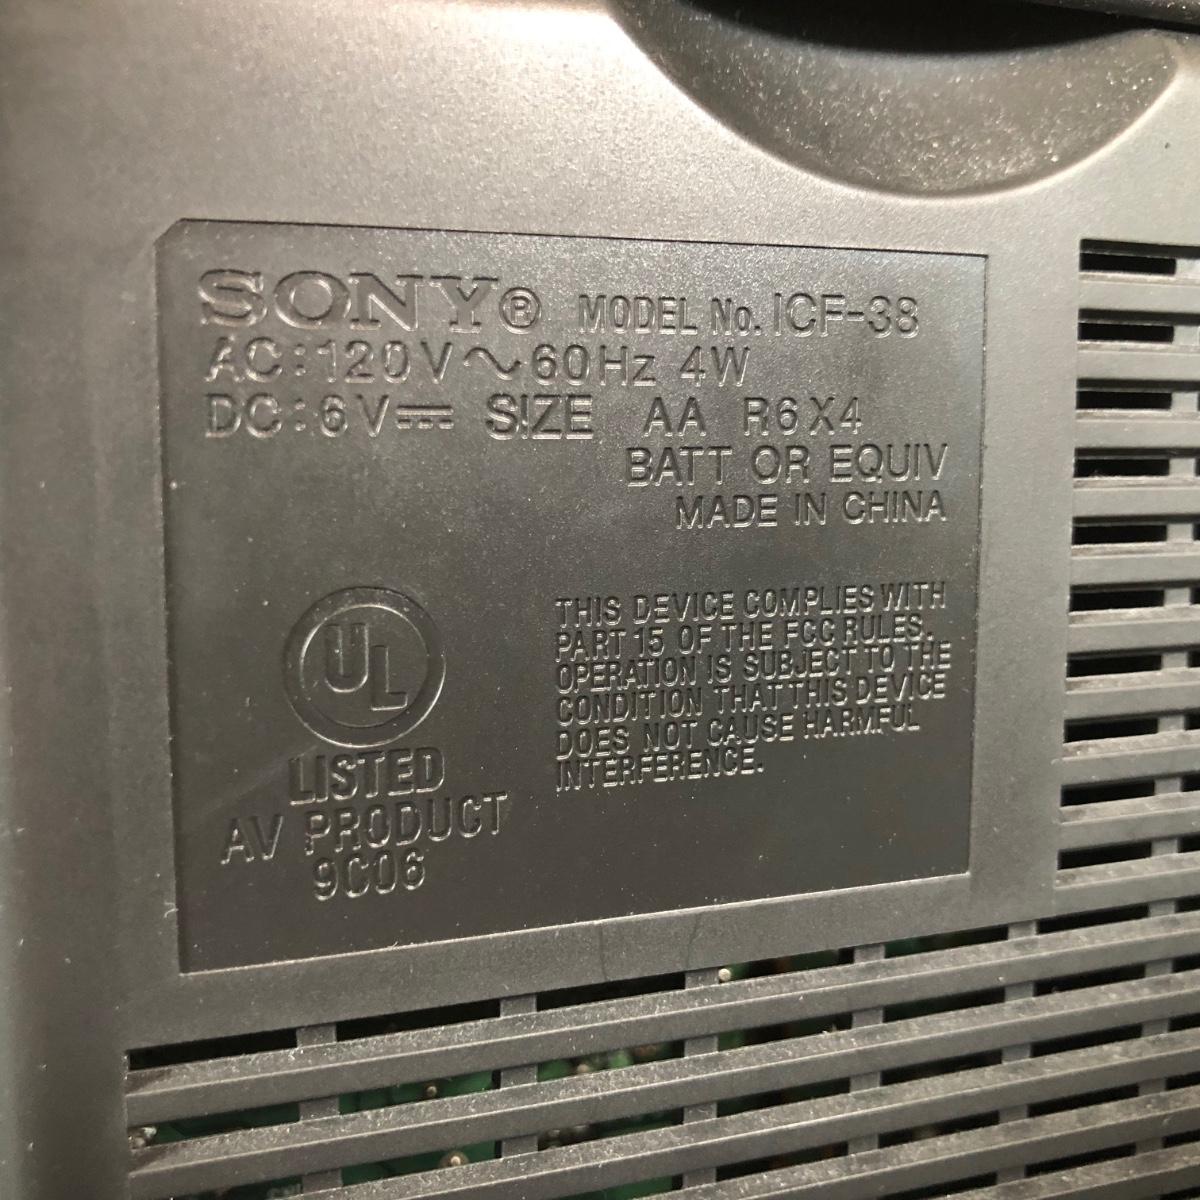 SONY® MODEL No. ICF-38
AC:120V~60Hz 4W
DC:6V⎓ SIZE AA R6X4
BATT OR EQUIV
MADE IN CHINA
THIS DEVICE COMPLIES WITH
PART 15 OF THE FCC RULES.
OPERATION IS SUBJECT TO THE
CONDITION THAT THIS DEVICE
DOES NOT CAUSE HARMFUL
INTERFERENCE.
UL
LISTED
AV PRODUCT
9C06